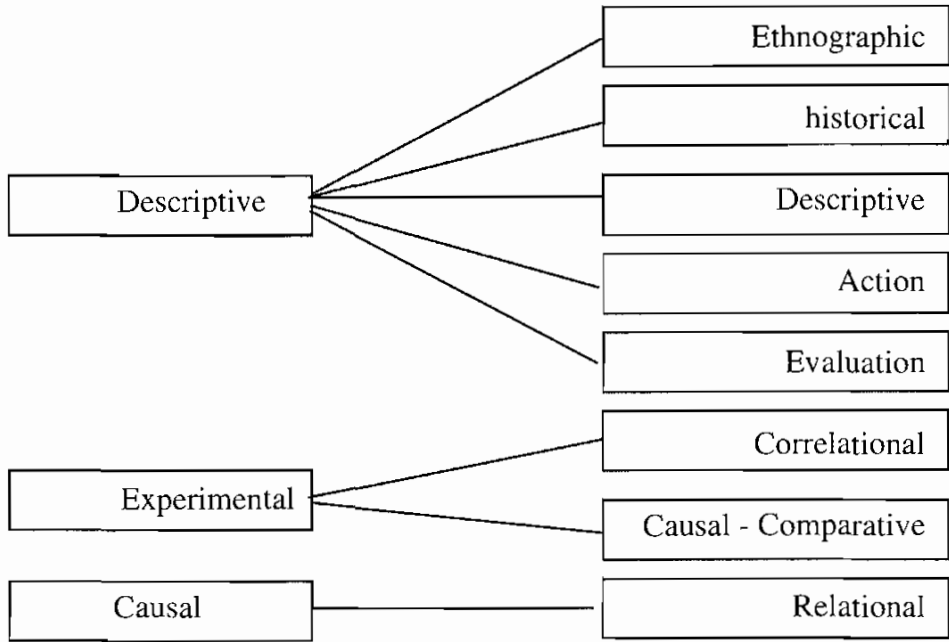 Ethnographic
historical
Descriptive
Descriptive
Action
Evaluation
Correlational
Experimental
Causal - Comparative
Causal
Relational